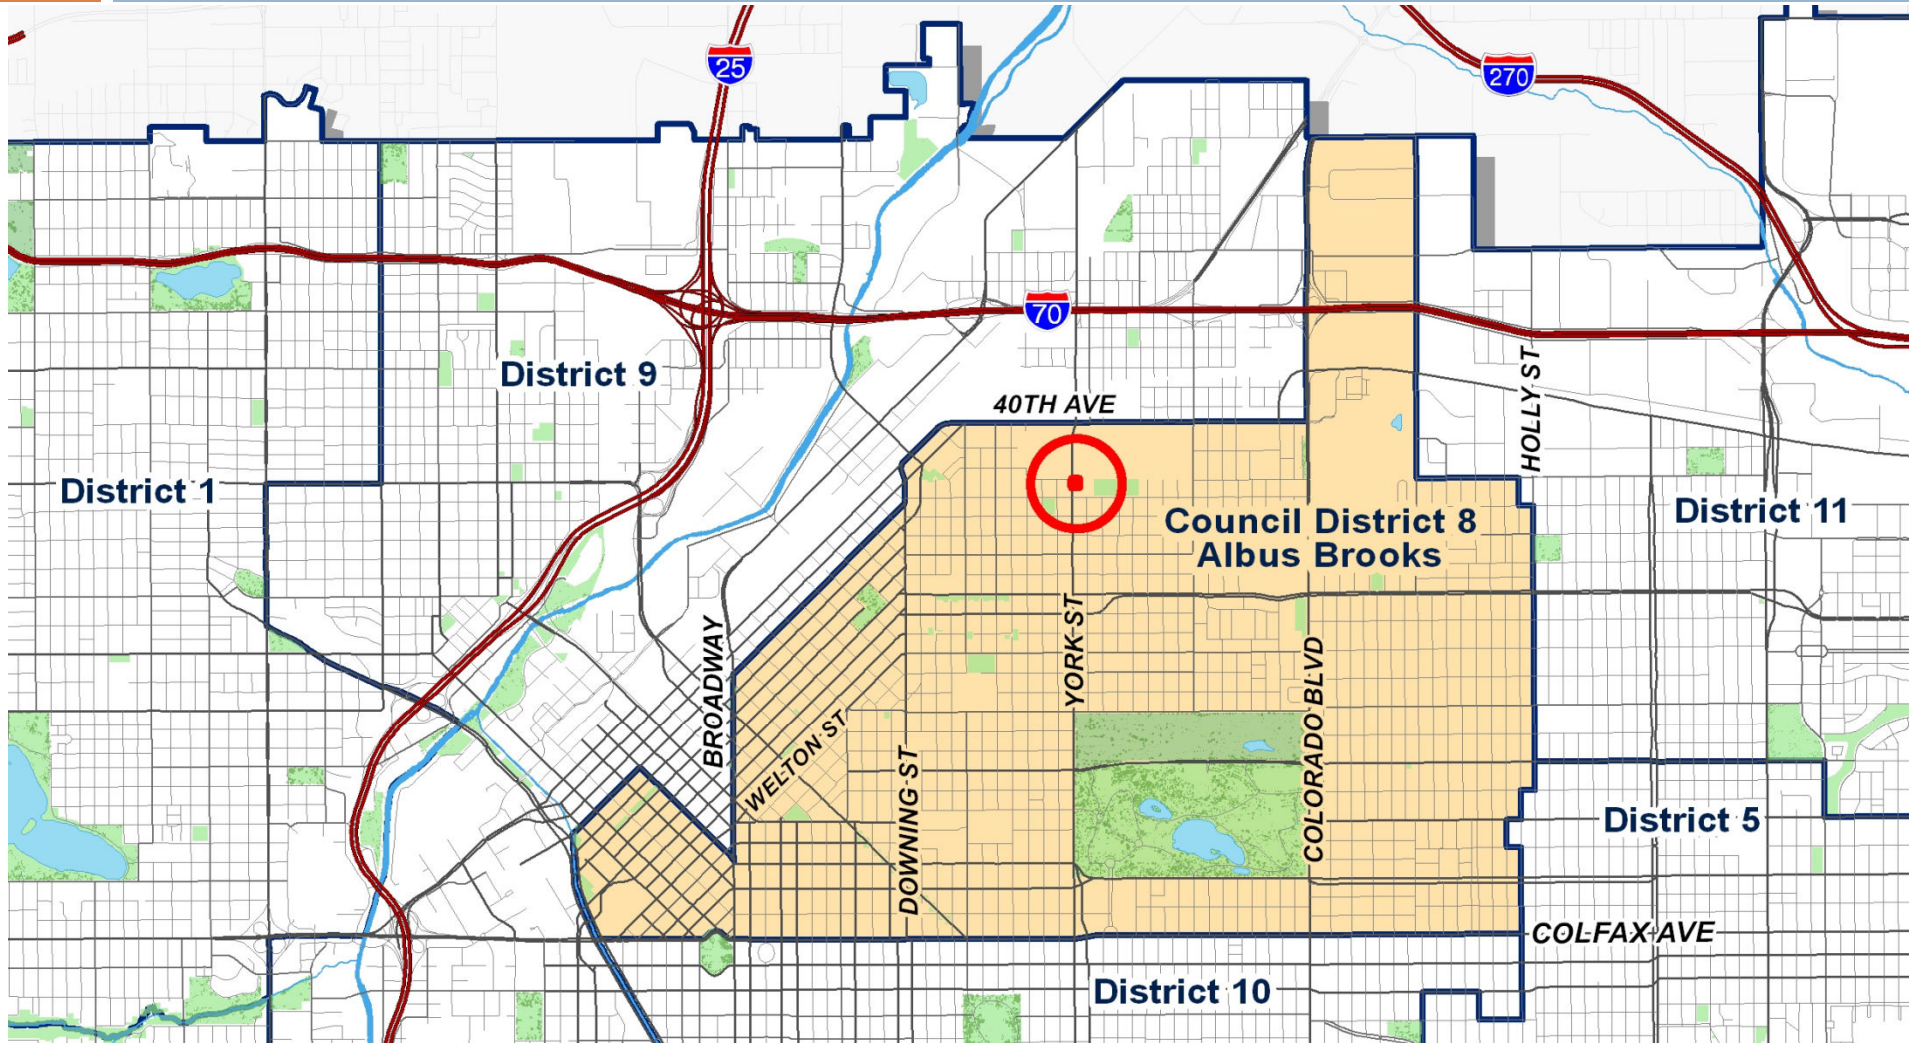 25
270
70
District 9
40TH AVE
HOLLY ST
District 1
Council District 8
Albus Brooks
District 11
BROADWAY
YORK ST
COLORADO BLVD
WELTON ST
DOWNING ST
District 5
COLFAX AVE
District 10